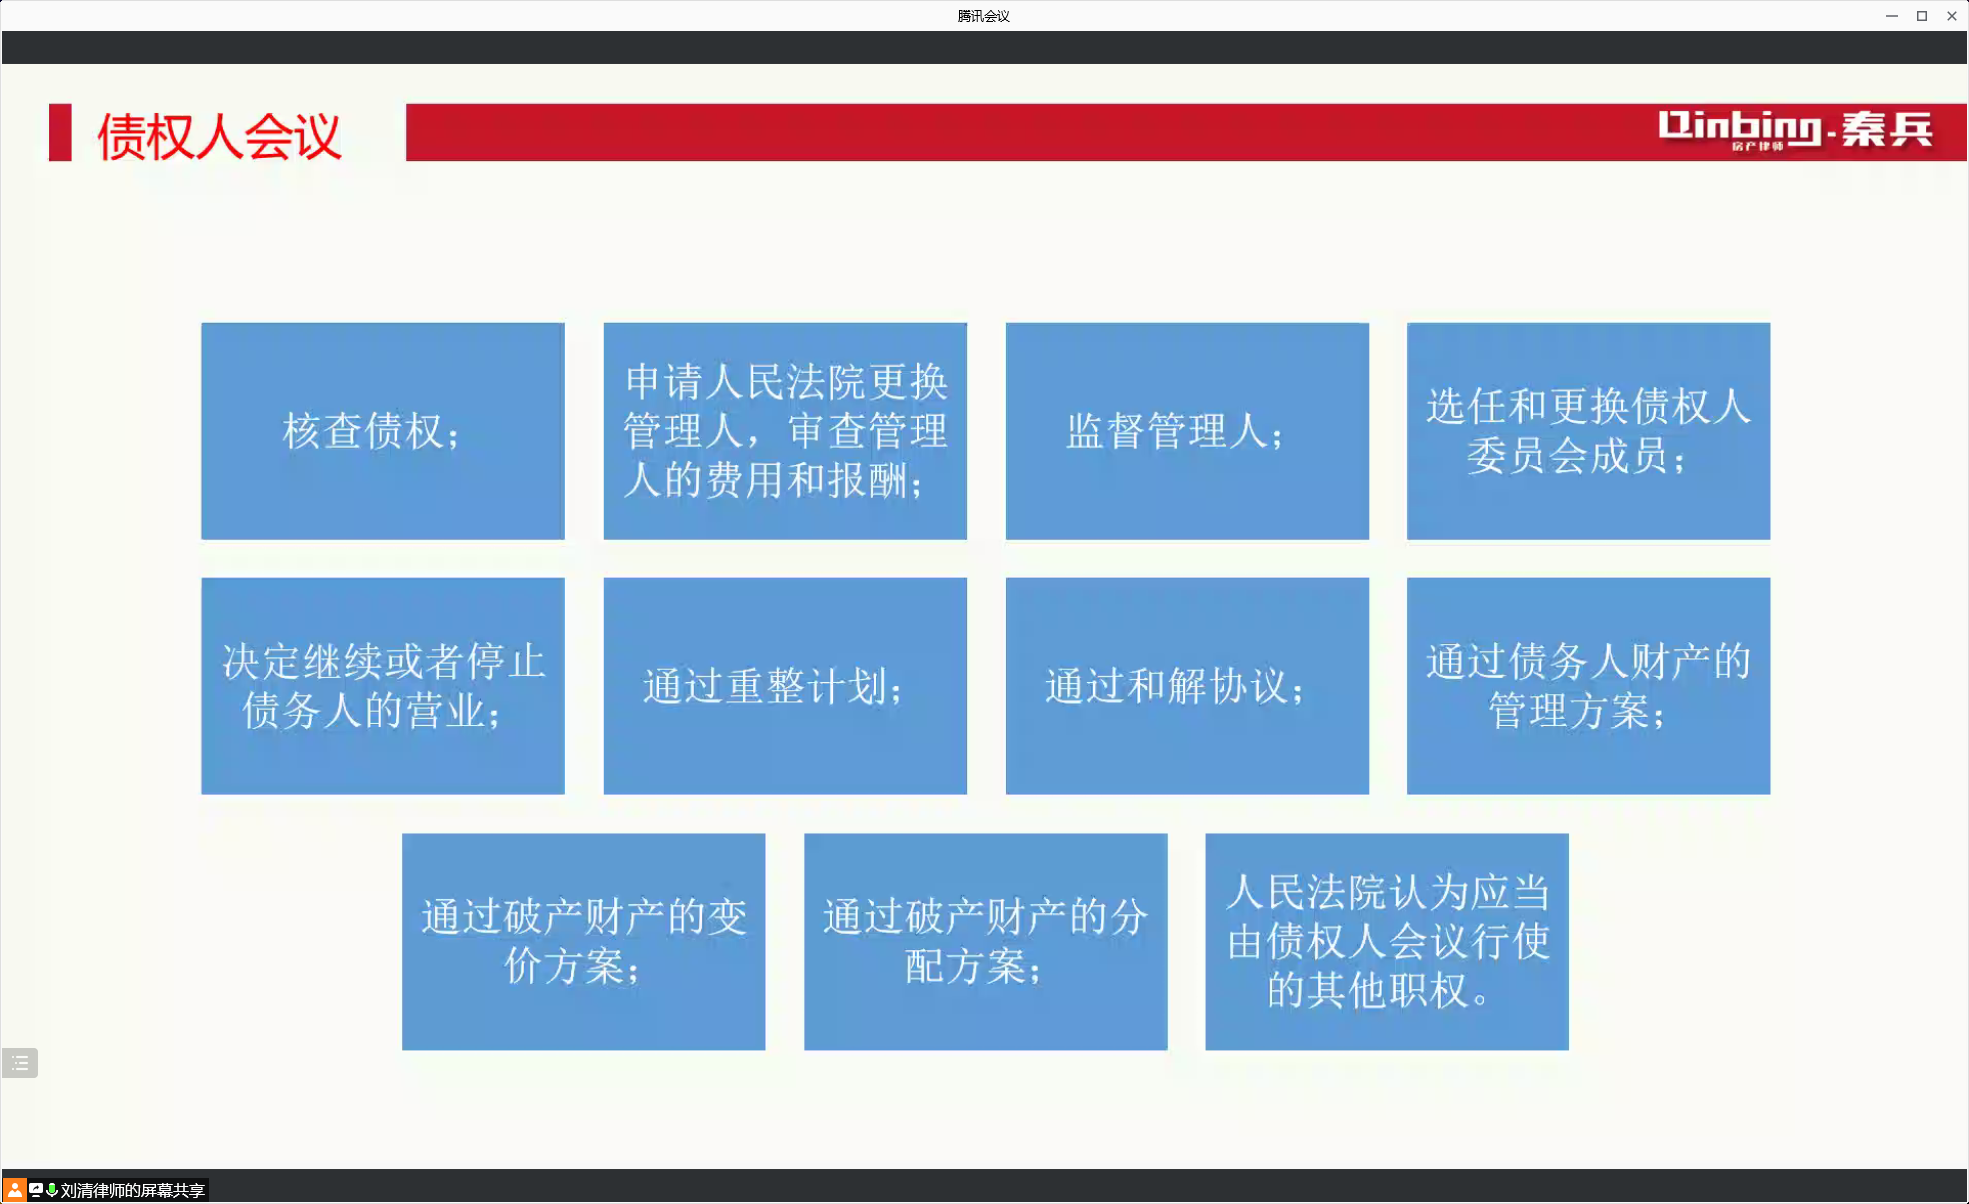 腾讯会议
债权人会议
Qinbing-秦兵
房产律师
核查债权；
申请人民法院更换
管理人，审查管理
人的费用和报酬；
监督管理人；
选任和更换债权人
委员会成员；
决定继续或者停止
债务人的营业；
通过重整计划；
通过和解协议；
通过债务人财产的
管理方案；
通过破产财产的变
价方案；
通过破产财产的分
配方案；
人民法院认为应当
由债权人会议行使
的其他职权。
刘清律师的屏幕共享